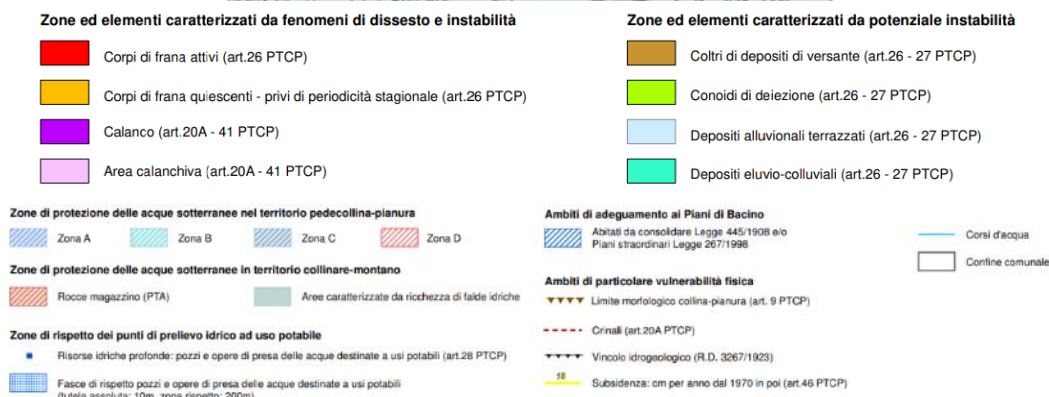 Zone ed elementi caratterizzati da fenomeni di dissesto e instabilità
Corpi di frana attivi (art.26 PTCP)
Corpi di frana quiescenti - privi di periodicità stagionale (art.26 PTCP)
Calanco (art.20A - 41 PTCP)
Area calanchiva (art.20A - 41 PTCP)
Zone ed elementi caratterizzati da potenziale instabilità
Coltri di depositi di versante (art.26 - 27 PTCP)
Conoidi di deiezione (art.26 - 27 PTCP)
Depositi alluvionali terrazzati (art.26 - 27 PTCP)
Depositi eluvio-colluviali (art.26 - 27 PTCP)
Zone di protezione delle acque sotterranee nel territorio pedecollina-pianura
Zona A
Zona B
Zona C
Zona D
Zone di protezione delle acque sotterranee in territorio collinare-montano
Rocce magazzino (PTA)
Aree caratterizzate da ricchezza di falde idriche
Zone di rispetto dei punti di prelievo idrico ad uso potabile
Risorse idriche profonde: pozzi e opere di presa delle acque destinate a usi potabili (art.28 PTCP)
Fasce di rispetto pozzi e opere di presa delle acque destinate a usi potabili
(tutela assoluta: 10m, zona rispetto: 200m)
Ambiti di adeguamento ai Piani di Bacino
Abitati da consolidare Legge 445/1908 e/o
Piani straordinari Legge 267/1998
Ambiti di particolare vulnerabilità fisica
Limite morfologico collina-pianura (art. 9 PTCP)
Crinali (art.20A PTCP)
Vincolo idrogeologico (R.D. 3267/1923)
10
Subsidenza: cm per anno dal 1970 in poi (art.46 PTCP)
Corsi d'acqua
Confine comunale